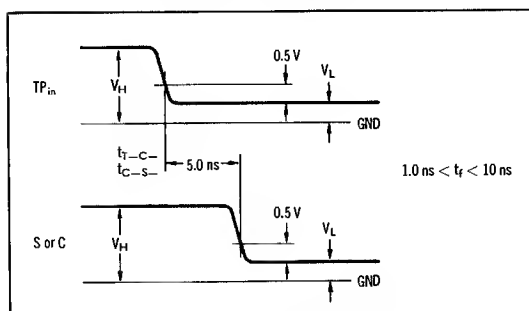 0.5 V
V_L
TP_in
V_H
GND
t_T–C–
t_C–S–
5.0 ns
1.0 ns < t_f < 10 ns
0.5 V
V_L
S or C
V_H
GND